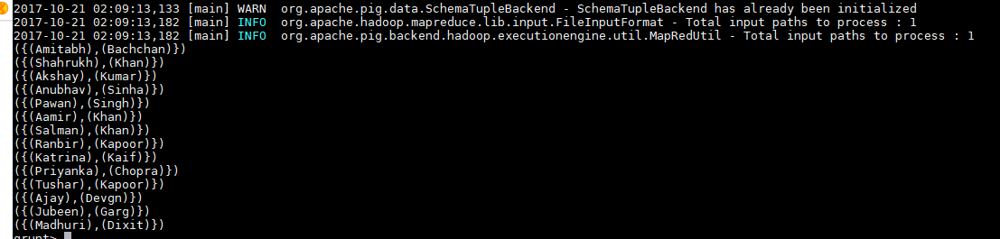 2017-10-21 02:09:13,133 [main] WARN  org.apache.pig.data.SchemaTupleBackend - SchemaTupleBackend has already been initialized
2017-10-21 02:09:13,182 [main] INFO  org.apache.hadoop.mapreduce.lib.input.FileInputFormat - Total input paths to process : 1
2017-10-21 02:09:13,182 [main] INFO  org.apache.pig.backend.hadoop.executionengine.util.MapRedUtil - Total input paths to process : 1
({(Amitabh),(Bachchan)})
({(Shahrukh),(Khan)})
({(Akshay),(Kumar)})
({(Anubhav),(Sinha)})
({(Pawan),(Singh)})
({(Aamir),(Khan)})
({(Salman),(Khan)})
({(Ranbir),(Kapoor)})
({(Katrina),(Kaif)})
({(Priyanka),(Chopra)})
({(Tushar),(Kapoor)})
({(Ajay),(Devgn)})
({(Jubeen),(Garg)})
({(Madhuri),(Dixit)})
grunt>